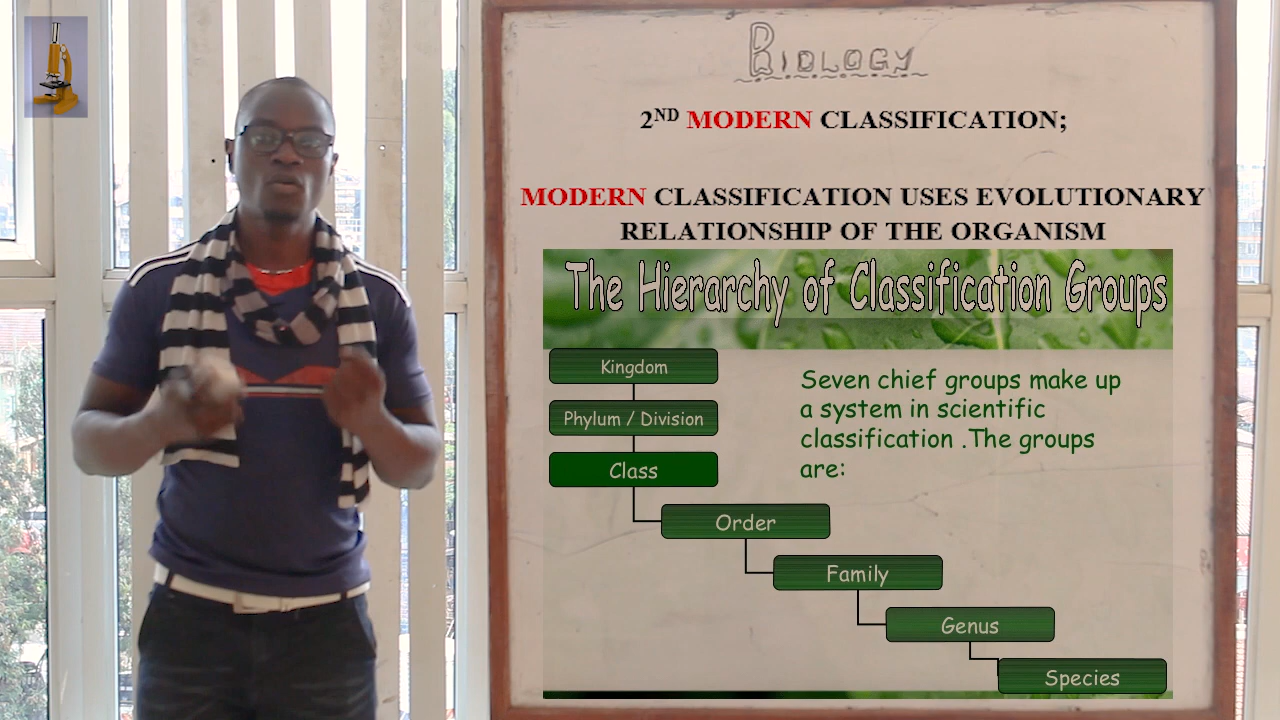 BIOLOGY
2ND MODERN CLASSIFICATION;
MODERN CLASSIFICATION USES EVOLUTIONARY
RELATIONSHIP OF THE ORGANISM
The Hierarchy of Classification Groups
Kingdom
Phylum / Division
Class
Order
Family
Genus
Species
Seven chief groups make up
a system in scientific
classification .The groups
are: